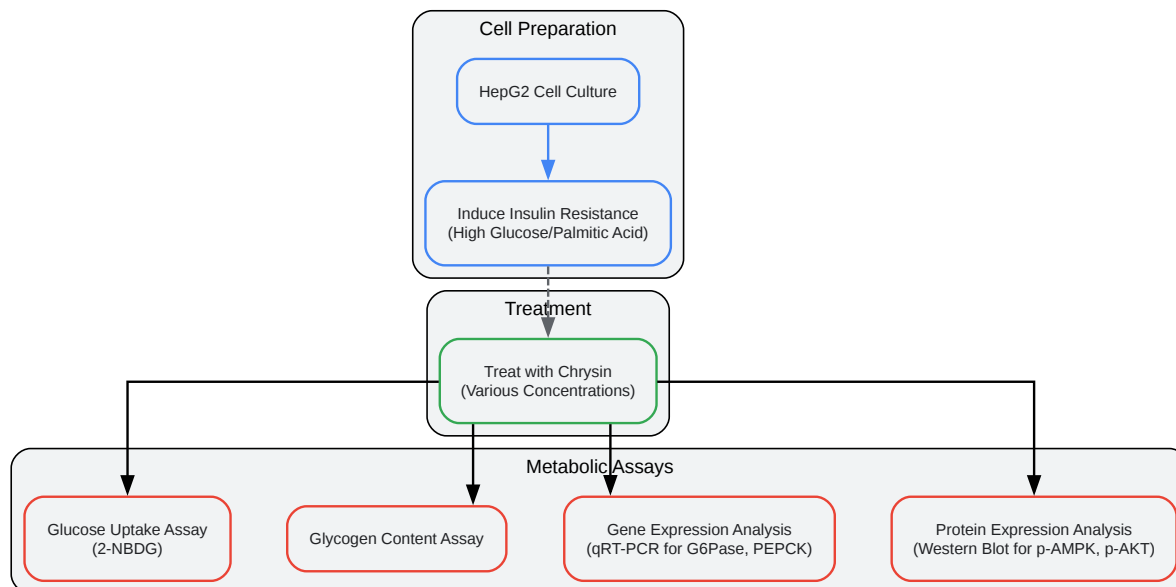 Cell Preparation
HepG2 Cell Culture
Induce Insulin Resistance
(High Glucose/Palmitic Acid)
Treatment
Treat with Chrysin
(Various Concentrations)
Metabolic Assays
Glucose Uptake Assay
(2-NBDG)
Glycogen Content Assay
Gene Expression Analysis
(qRT-PCR for G6Pase, PEPCK)
Protein Expression Analysis
(Western Blot for p-AMPK, p-AKT)